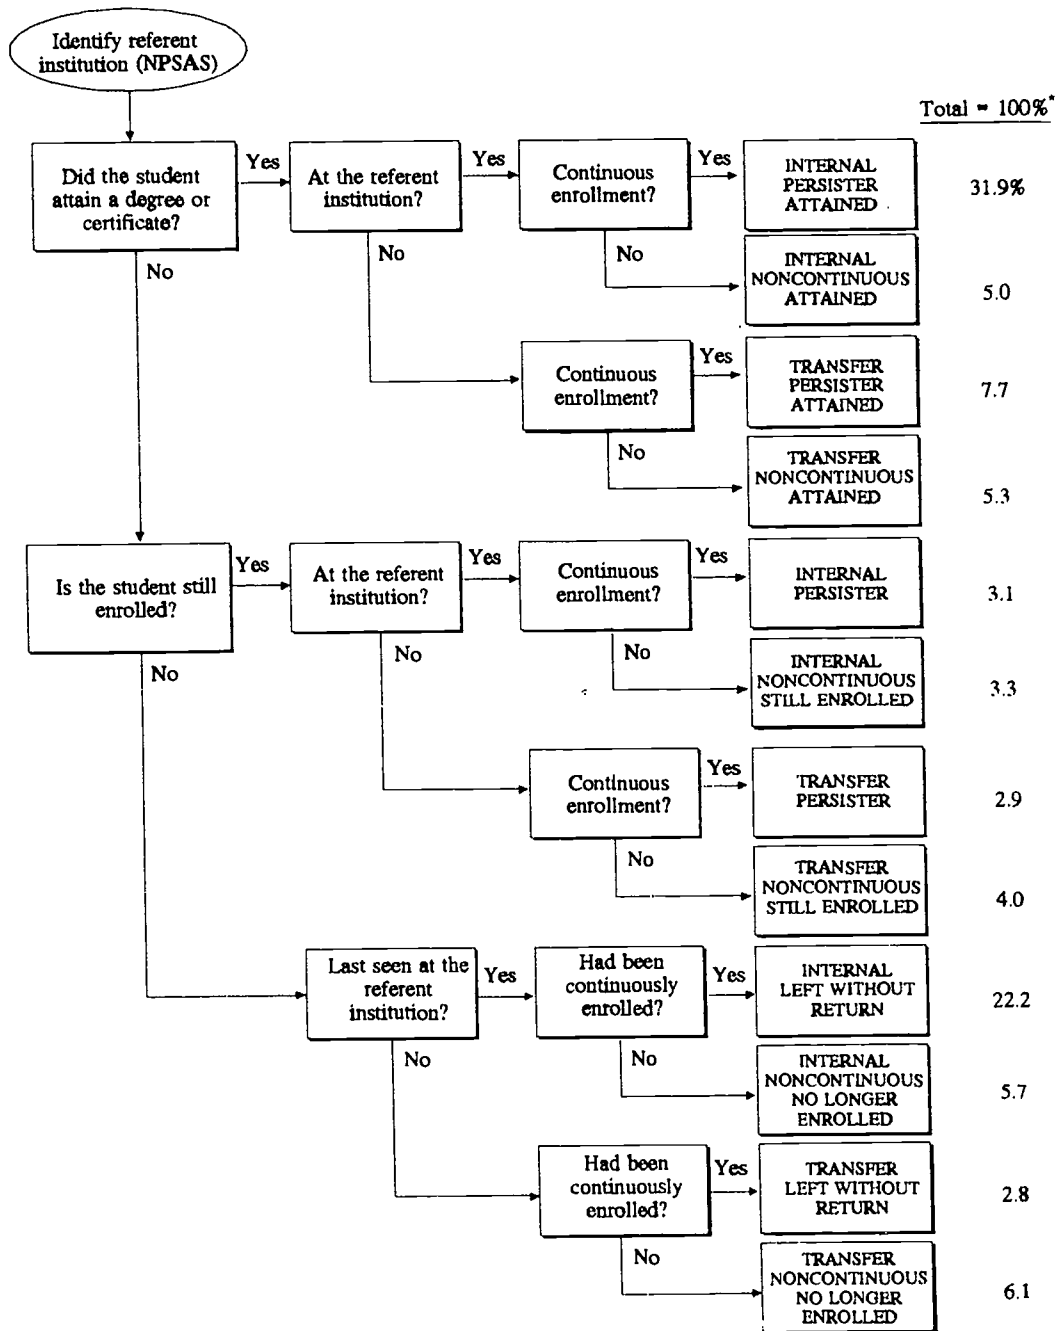 Identify referent
institution (NPSAS)
Total = 100%*
Did the student
attain a degree or
certificate?
Yes
At the referent
institution?
Yes
Continuous
enrollment?
Yes
INTERNAL
PERSISTER
ATTAINED
31.9%
No
No
No
INTERNAL
NONCONTINUOUS
ATTAINED
5.0
Continuous
enrollment?
Yes
TRANSFER
PERSISTER
ATTAINED
7.7
No
TRANSFER
NONCONTINUOUS
ATTAINED
5.3
Is the student still
enrolled?
Yes
At the referent
institution?
Yes
Continuous
enrollment?
Yes
INTERNAL
PERSISTER
3.1
No
No
No
INTERNAL
NONCONTINUOUS
STILL ENROLLED
3.3
Continuous
enrollment?
Yes
TRANSFER
PERSISTER
2.9
No
TRANSFER
NONCONTINUOUS
STILL ENROLLED
4.0
Last seen at the
referent
institution?
Yes
Had been
continuously
enrolled?
Yes
INTERNAL
LEFT WITHOUT
RETURN
22.2
No
No
INTERNAL
NONCONTINUOUS
NO LONGER
ENROLLED
5.7
Had been
continuously
enrolled?
Yes
TRANSFER
LEFT WITHOUT
RETURN
2.8
No
TRANSFER
NONCONTINUOUS
NO LONGER
ENROLLED
6.1